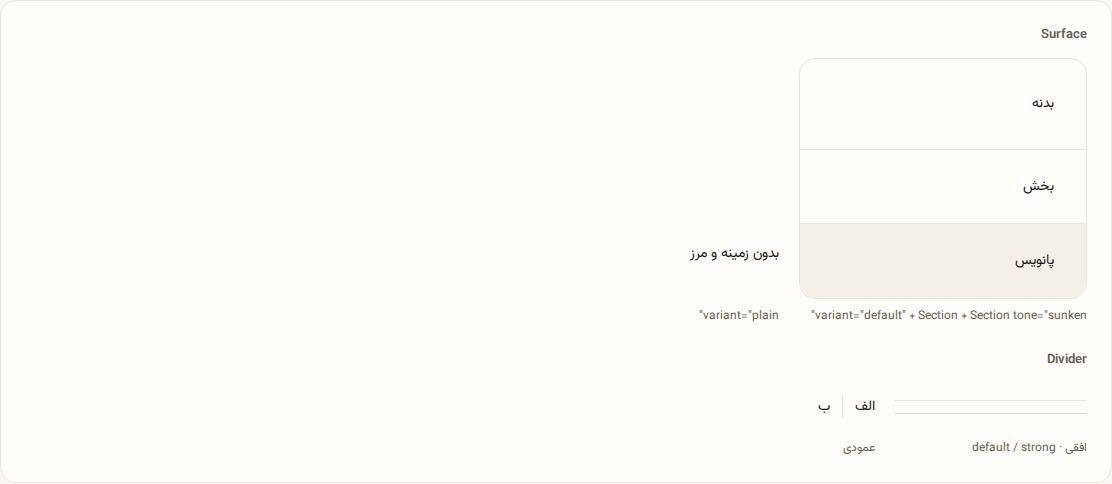 Surface
بدنه
بخش
پانویس
بدون زمینه و مرز
"variant="default" + Section + Section tone="sunken
"variant="plain
Divider
الف
ب
افقی · default / strong
عمودی